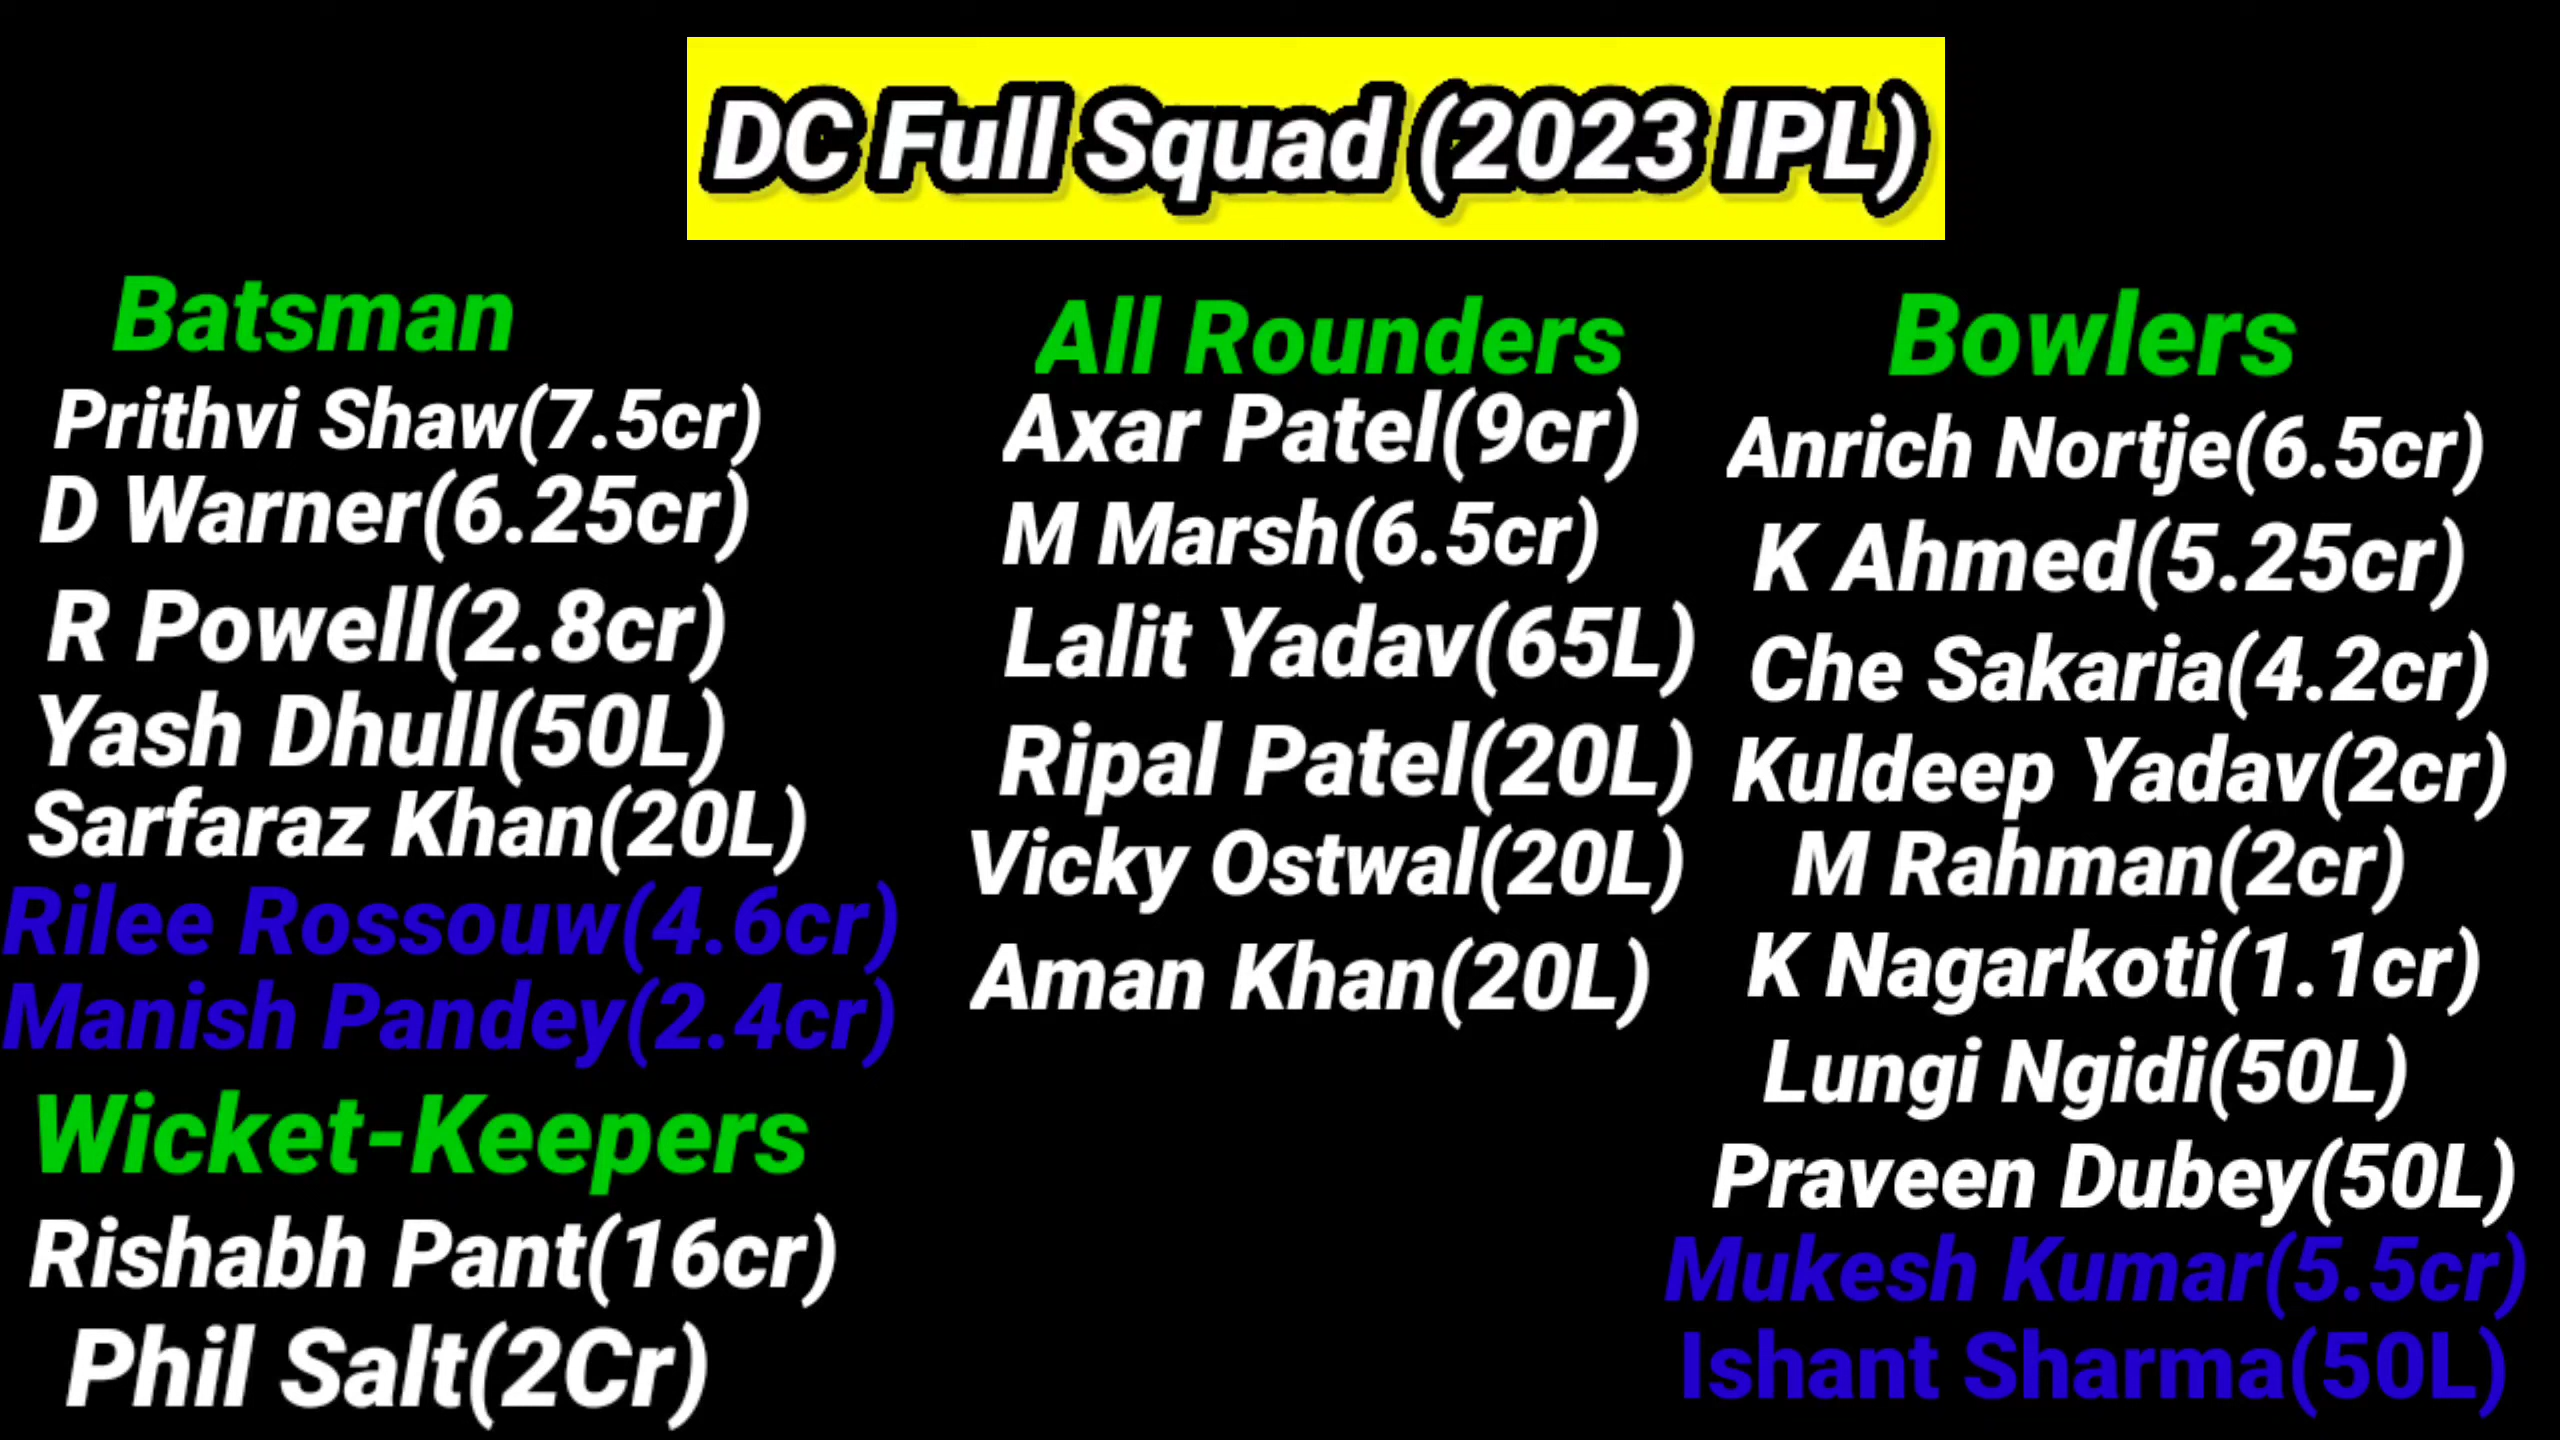 DC Full Squad (2023 IPL)
Batsman
Prithvi Shaw(7.5cr)
D Warner(6.25cr)
R Powell(2.8cr)
Yash Dhull(50L)
Sarfaraz Khan(20L)
Rilee Rossouw(4.6cr)
Manish Pandey(2.4cr)
Wicket-Keepers
Rishabh Pant(16cr)
Phil Salt(2Cr)
All Rounders
Axar Patel(9cr)
M Marsh(6.5cr)
Lalit Yadav(65L)
Ripal Patel(20L)
Vicky Ostwal(20L)
Aman Khan(20L)
Bowlers
Anrich Nortje(6.5cr)
K Ahmed(5.25cr)
Che Sakaria(4.2cr)
Kuldeep Yadav(2cr)
M Rahman(2cr)
K Nagarkoti(1.1cr)
Lungi Ngidi(50L)
Praveen Dubey(50L)
Mukesh Kumar(5.5cr)
Ishant Sharma(50L)